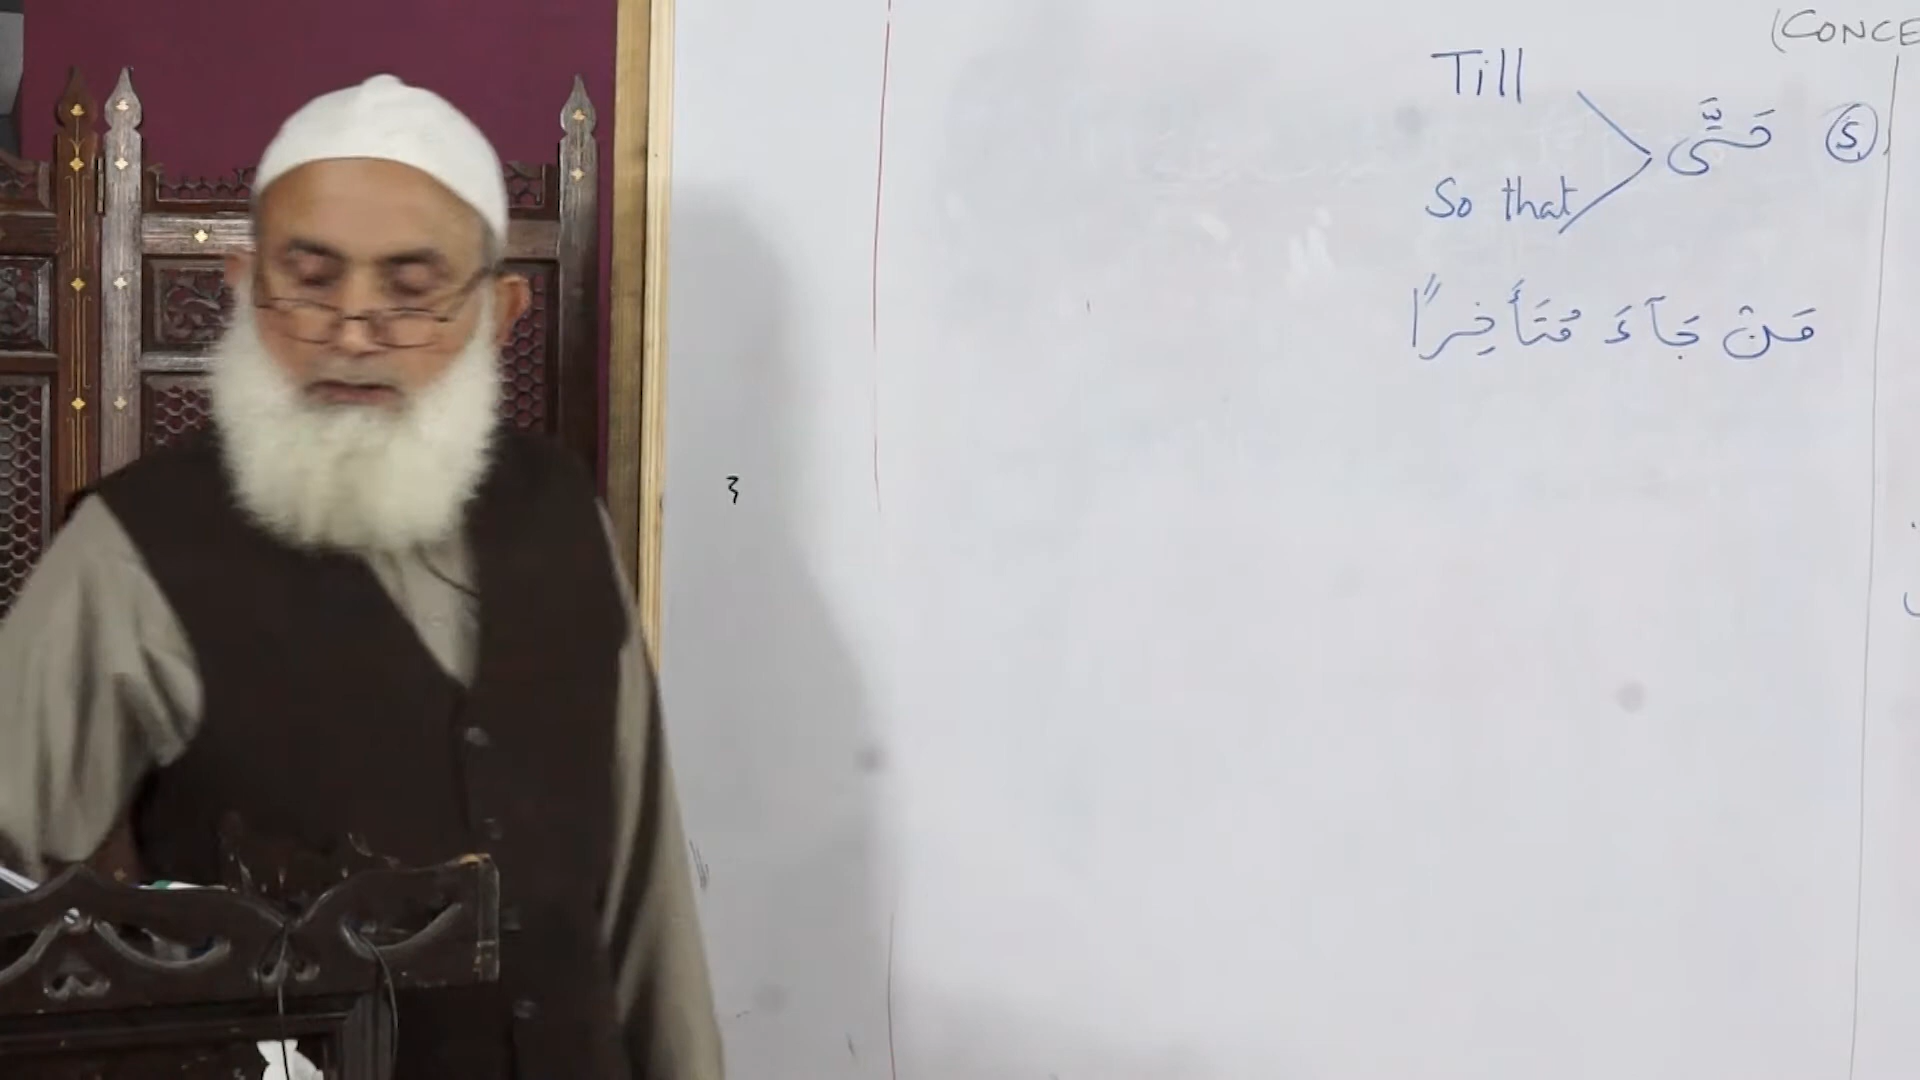 (CONCE
Till
حَتَّى ⑤
So that
مَنْ جَآءَ مُتَأَخِرًا